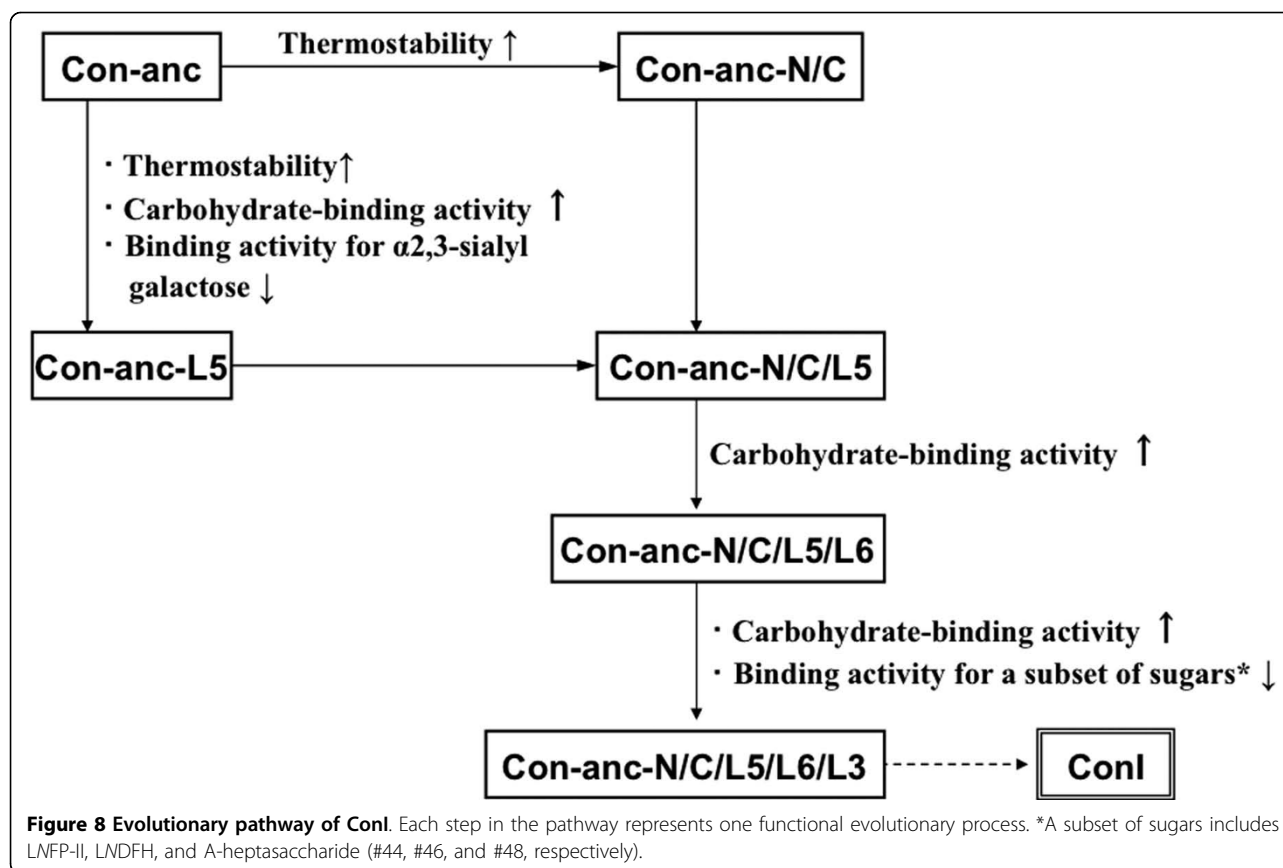 Con-anc
Thermostability ↑
Con-anc-N/C
· Thermostability↑
· Carbohydrate-binding activity ↑
· Binding activity for α2,3-sialyl
galactose ↓
Con-anc-L5
Con-anc-N/C/L5
Carbohydrate-binding activity ↑
Con-anc-N/C/L5/L6
· Carbohydrate-binding activity ↑
· Binding activity for a subset of sugars* ↓
Con-anc-N/C/L5/L6/L3
ConI
Figure 8 Evolutionary pathway of ConI. Each step in the pathway represents one functional evolutionary process. *A subset of sugars includes
LNFP-II, LNDFH, and A-heptasaccharide (#44, #46, and #48, respectively).